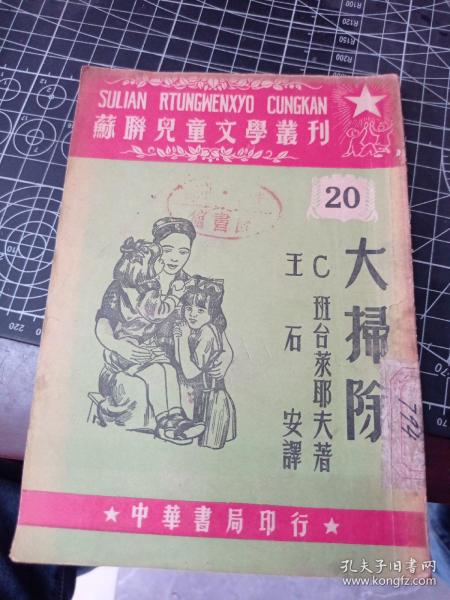 SULIAN RTUNGWENXYO CUNGKAN
蘇聯兒童文學叢刊
20
大掃除
C 班台萊耶夫著
王石安譯
794
★中華書局印行★
孔夫子旧书网
www.kongfz.com